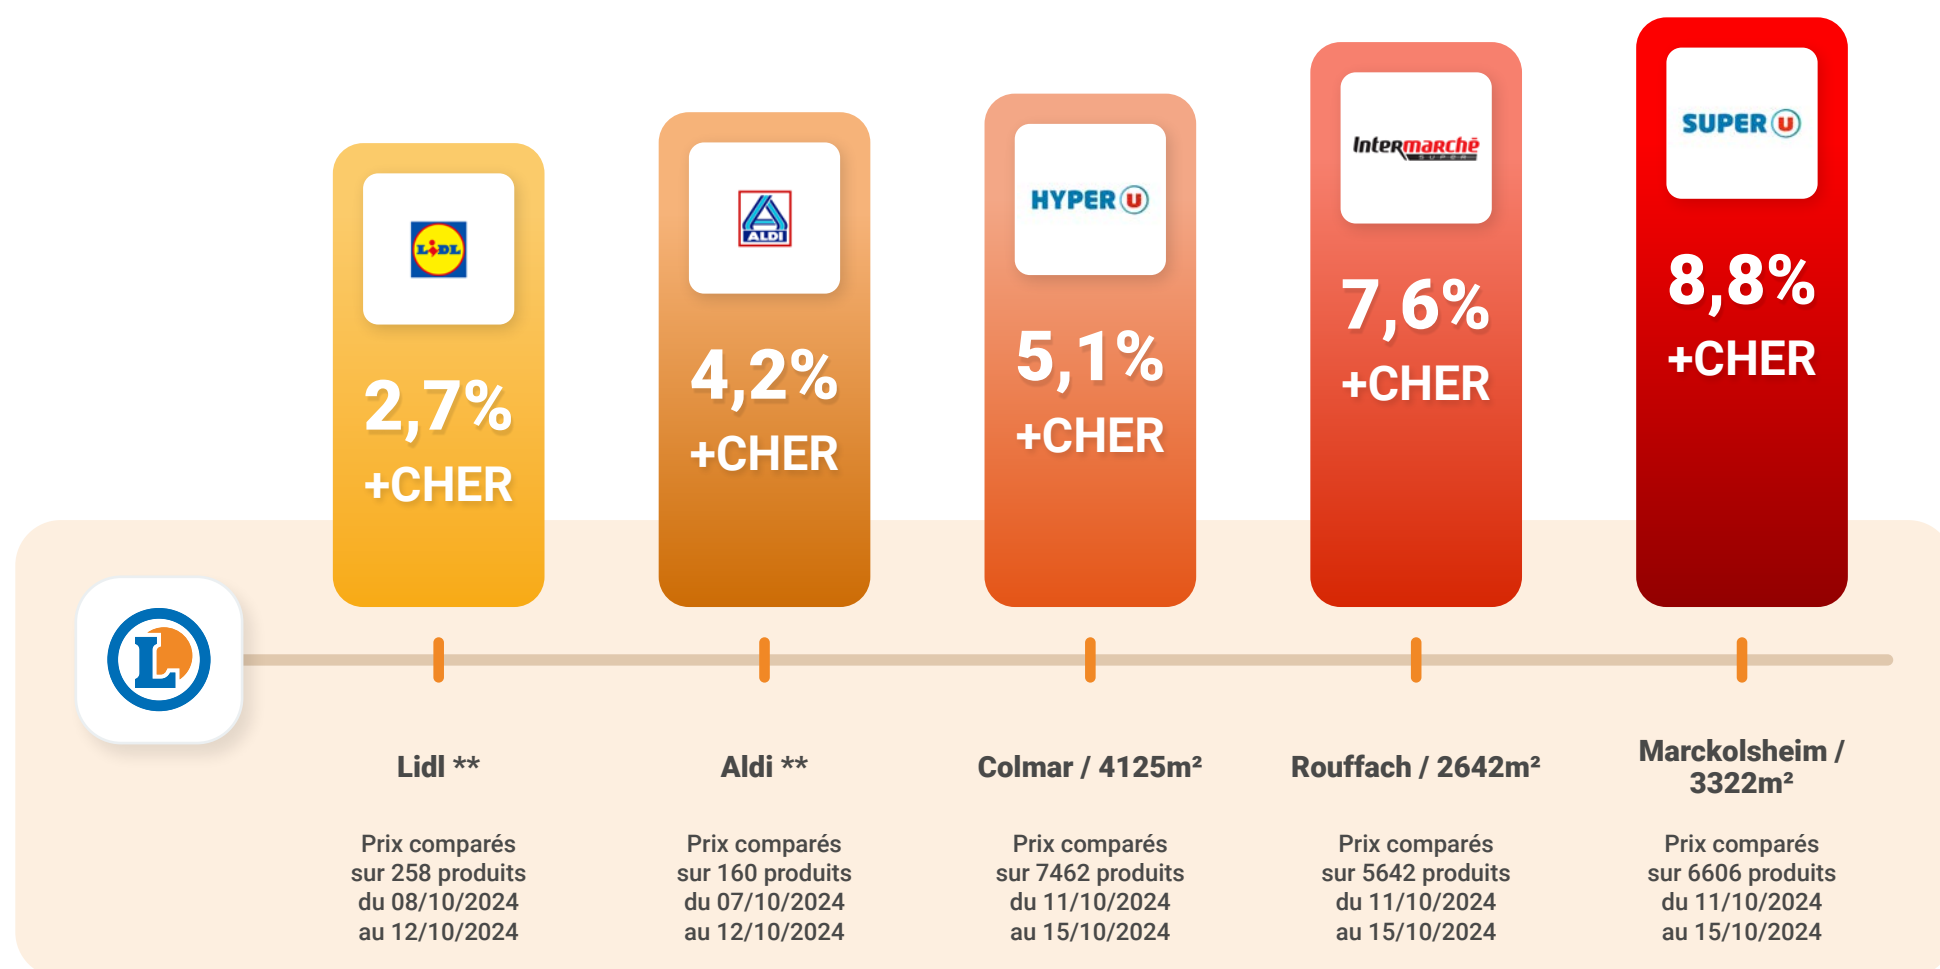 LIDL
2,7%
+CHER
ALDI
4,2%
+CHER
HYPER U
5,1%
+CHER
Intermarchē
SUPER
7,6%
+CHER
SUPER U
8,8%
+CHER
L
Lidl **
Prix comparés
sur 258 produits
du 08/10/2024
au 12/10/2024
Aldi **
Prix comparés
sur 160 produits
du 07/10/2024
au 12/10/2024
Colmar / 4125m²
Prix comparés
sur 7462 produits
du 11/10/2024
au 15/10/2024
Rouffach / 2642m²
Prix comparés
sur 5642 produits
du 11/10/2024
au 15/10/2024
Marckolsheim /
3322m²
Prix comparés
sur 6606 produits
du 11/10/2024
au 15/10/2024